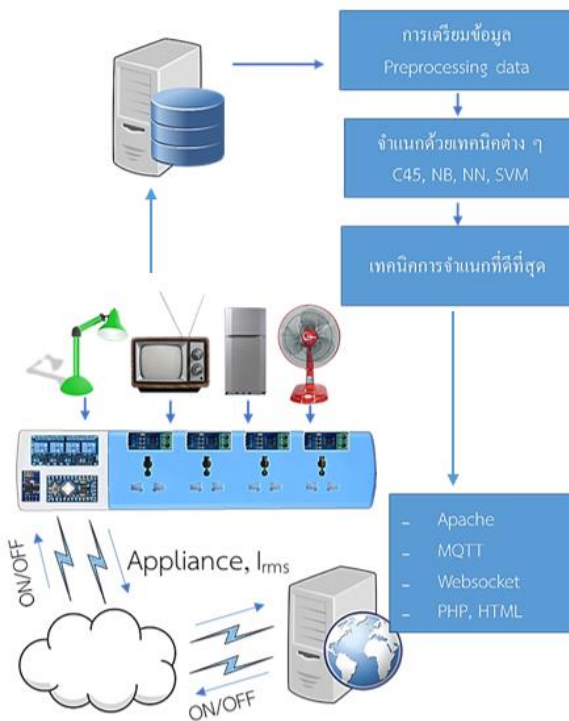 การเตรียมข้อมูล
Preprocessing data
จำแนกด้วยเทคนิคต่าง ๆ
C45, NB, NN, SVM
เทคนิคการจำแนกที่ดีที่สุด
ON/OFF
Appliance, Irms
- Apache
- MQTT
- Websocket
- PHP, HTML
ON/OFF